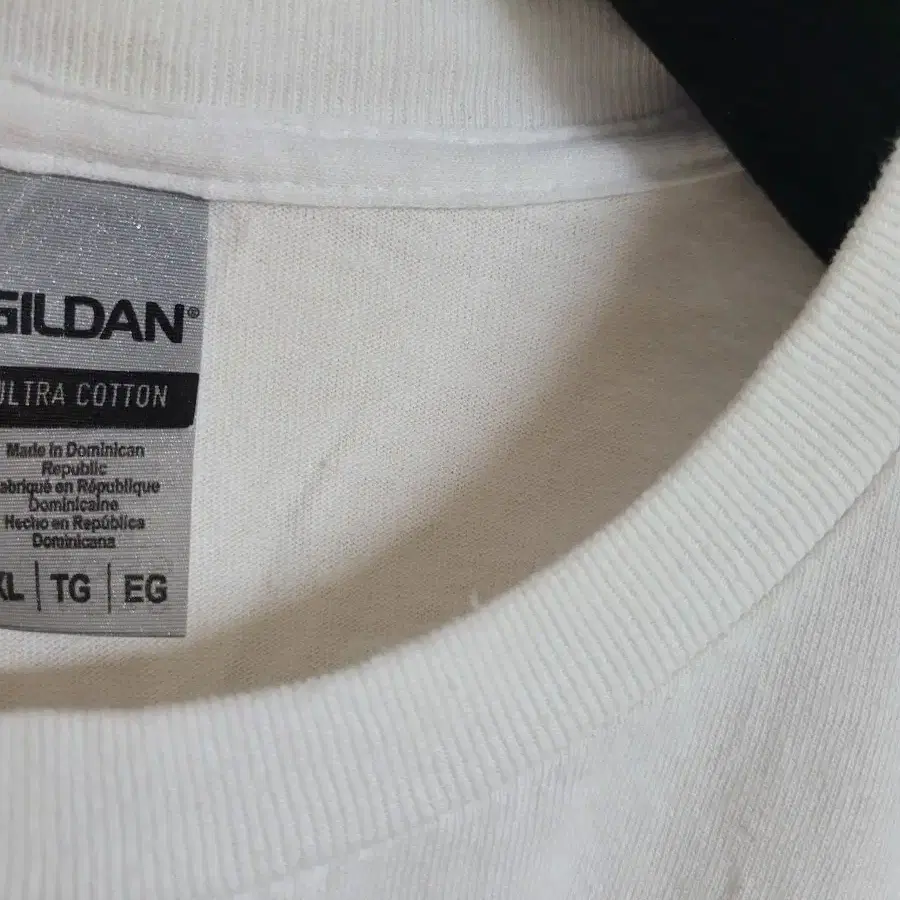 GILDAN®
ULTRA COTTON
Made in Dominican
Republic
Fabriqué en République
Dominicaine
Hecho en República
Dominicana
XL | TG | EG